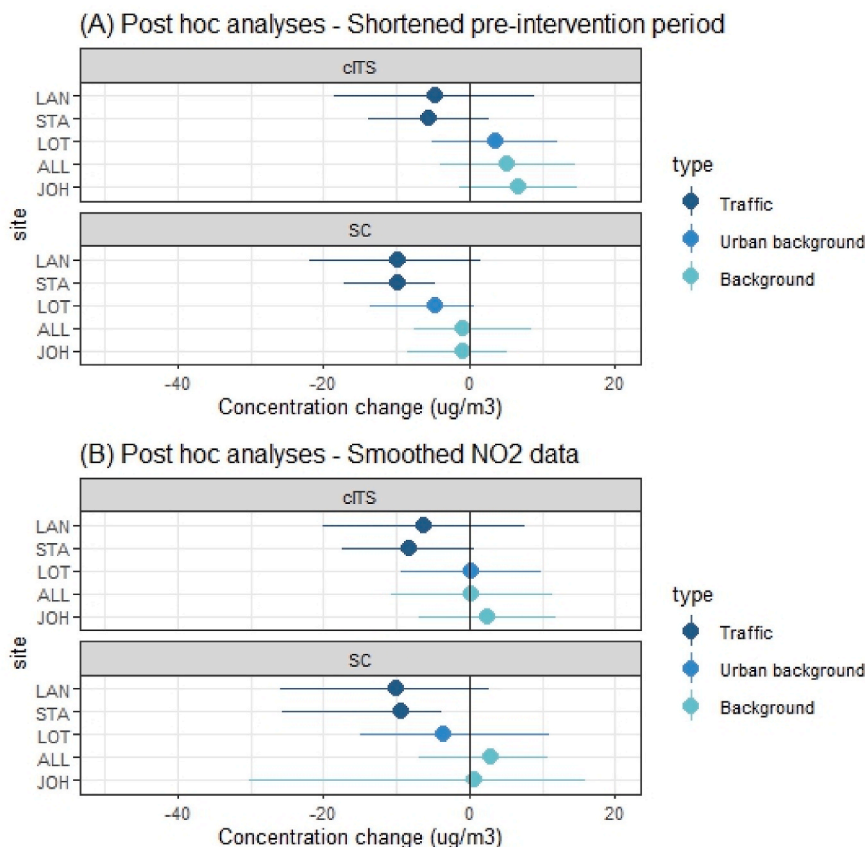 (A) Post hoc analyses - Shortened pre-intervention period
cITS
LAN
STA
LOT
ALL
JOH
SC
LAN
STA
LOT
ALL
JOH
site
-40 -20 0 20
Concentration change (ug/m3)
type
Traffic
Urban background
Background
(B) Post hoc analyses - Smoothed NO2 data
cITS
LAN
STA
LOT
ALL
JOH
SC
LAN
STA
LOT
ALL
JOH
site
-40 -20 0 20
Concentration change (ug/m3)
type
Traffic
Urban background
Background